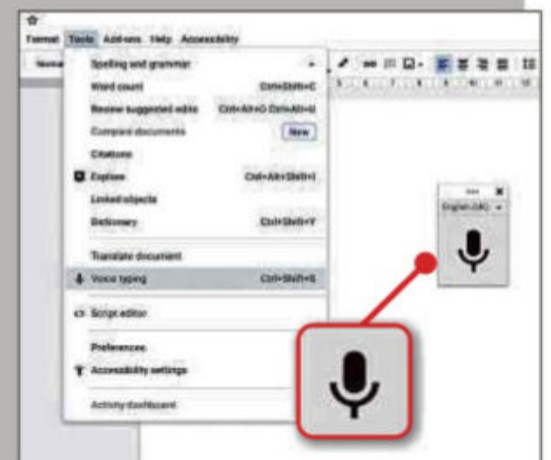 Format Tools Add-ons Help Accessibility
Normal
Spelling and grammar
Word count Ctrl+Shift+C
Review suggested edits Ctrl+Alt+O Ctrl+Alt+U
Compare documents New
Citations
Explore Ctrl+Alt+Shift+I
Linked objects
Dictionary Ctrl+Shift+Y
Translate document
Voice typing Ctrl+Shift+S
Script editor
Preferences
Accessibility settings
Activity dashboard
English (UK)